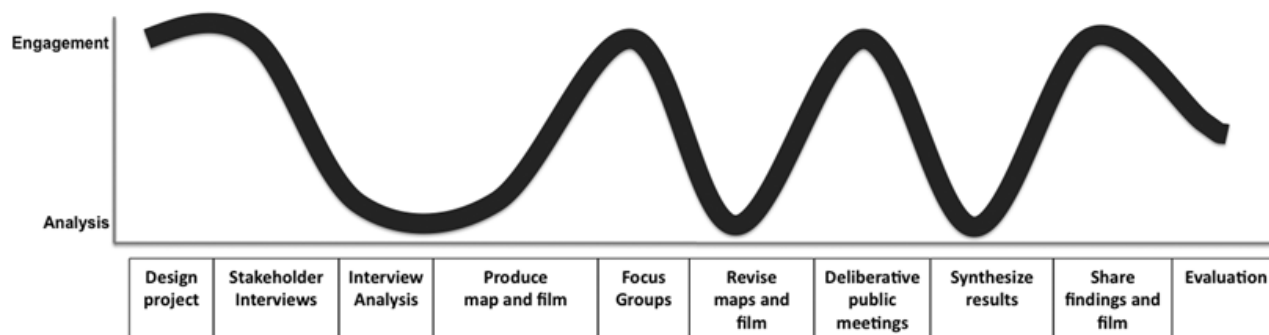 Engagement
Analysis
Design
project
Stakeholder
Interviews
Interview
Analysis
Produce
map and film
Focus
Groups
Revise
maps and
film
Deliberative
public
meetings
Synthesize
results
Share
findings and
film
Evaluation